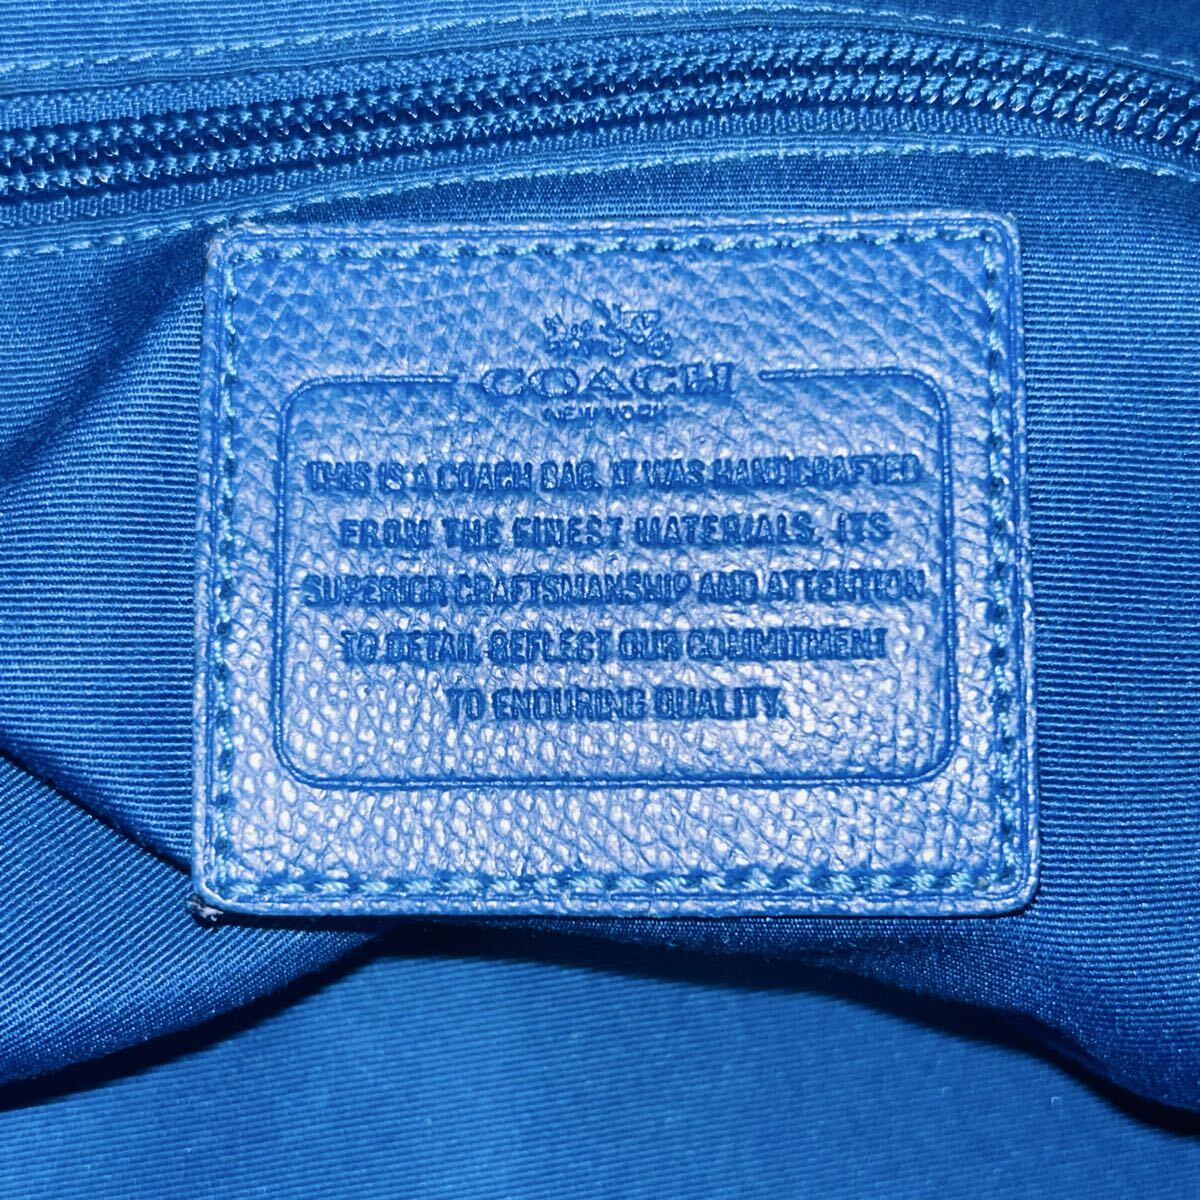 COACH
NEW YORK
THIS IS A COACH BAG. IT WAS HANDCRAFTED
FROM THE FINEST MATERIALS. ITS
SUPERIOR CRAFTSMANSHIP AND ATTENTION
TO DETAIL REFLECT OUR COMMITMENT
TO ENDURING QUALITY.